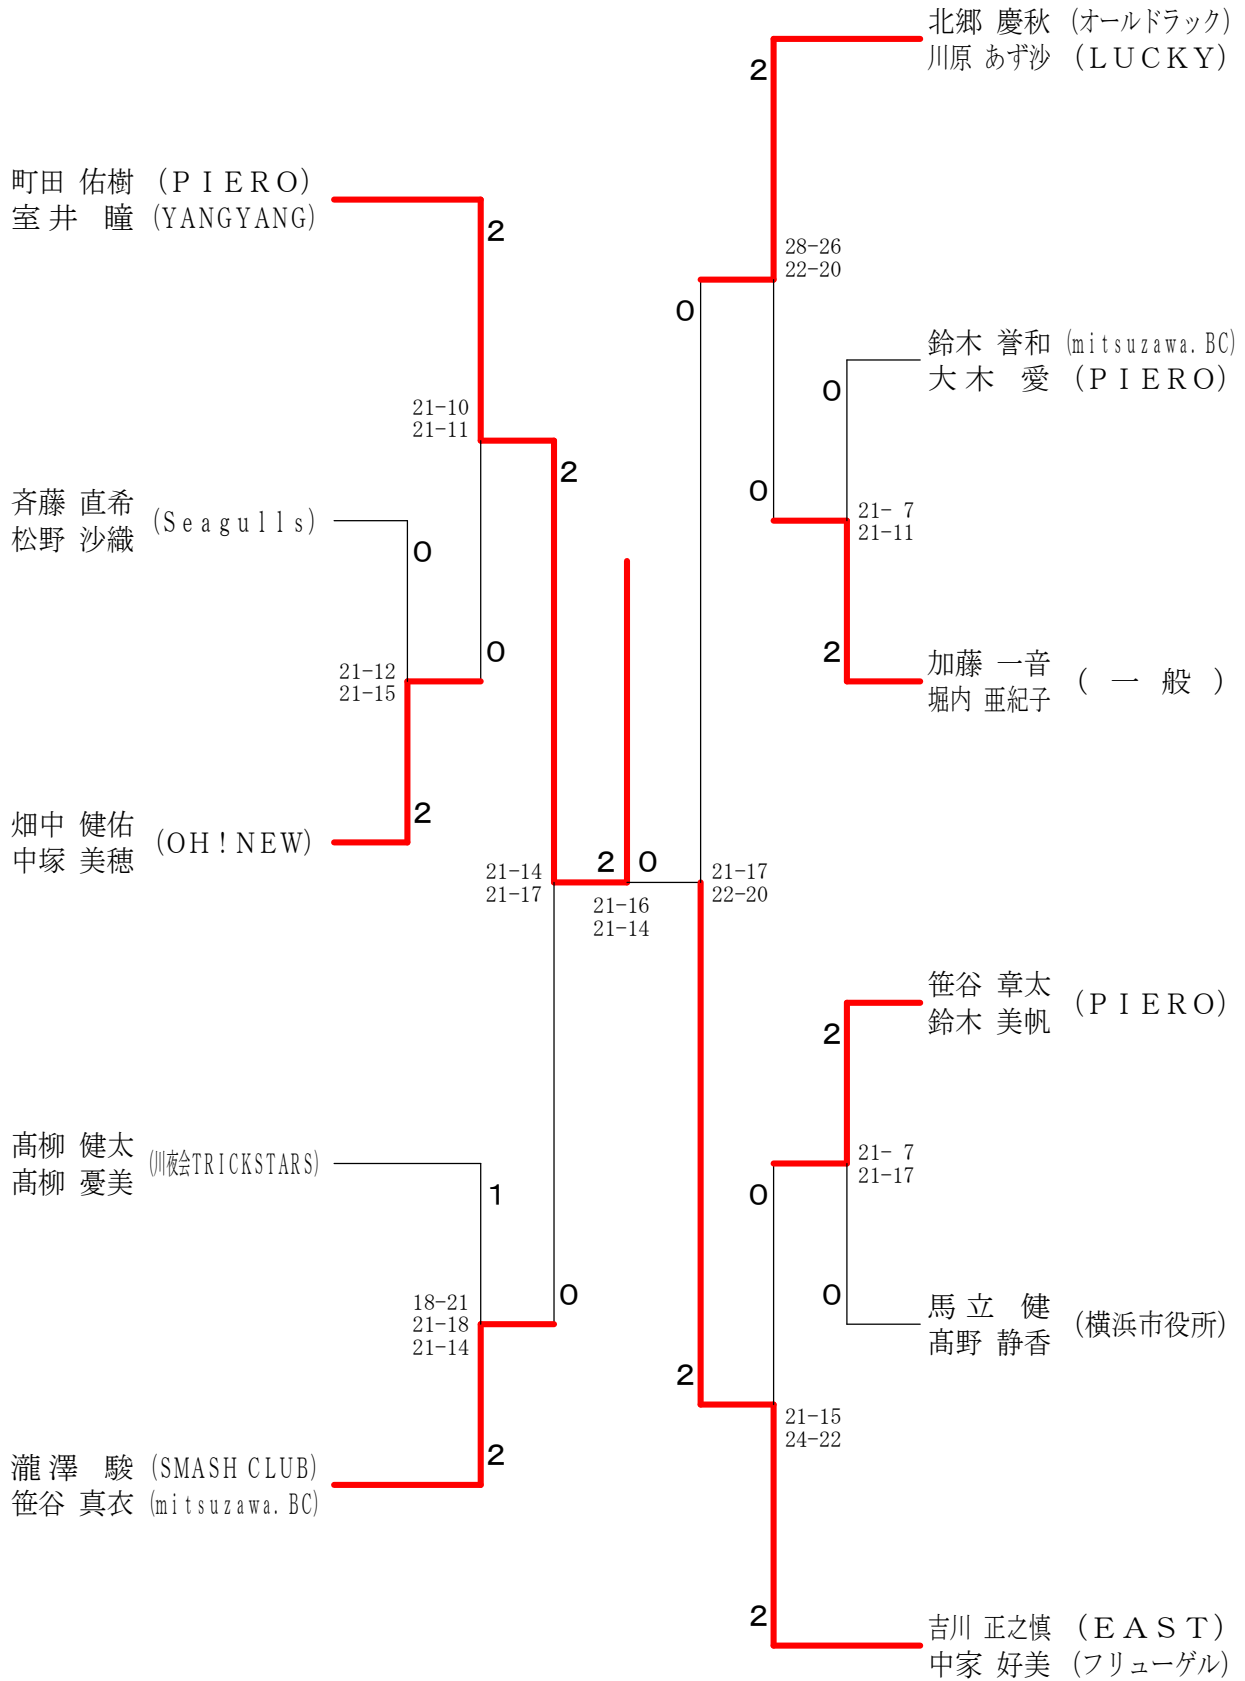 北郷 慶秋 (オールドラック)
川原 あず沙 (LUCKY)
2
町田 佑樹 (PIERO)
室井 瞳 (YANGYANG)
2
28-26
22-20
0
鈴木 誉和 (mitsuzawa.BC)
大木 愛 (PIERO)
0
21-10
21-11
2
0
斉藤 直希
松野 沙織
(Seagulls)
0
21- 7
21-11
0
21-12
21-15
2
加藤 一音
堀内 亜紀子
(一般)
畑中 健佑
中塚 美穂
(OH!NEW)
2
21-14
21-17
2
0
21-16
21-14
21-17
22-20
笹谷 章太
鈴木 美帆
(PIERO)
2
髙柳 健太
髙柳 憂美
(川夜会TRICKSTARS)
1
21- 7
21-17
0
18-21
21-18
21-14
0
0
馬立 健
髙野 静香
(横浜市役所)
2
21-15
24-22
瀧澤 駿 (SMASH CLUB)
笹谷 真衣 (mitsuzawa.BC)
2
2
吉川 正之慎 (EAST)
中家 好美 (フリューゲル)